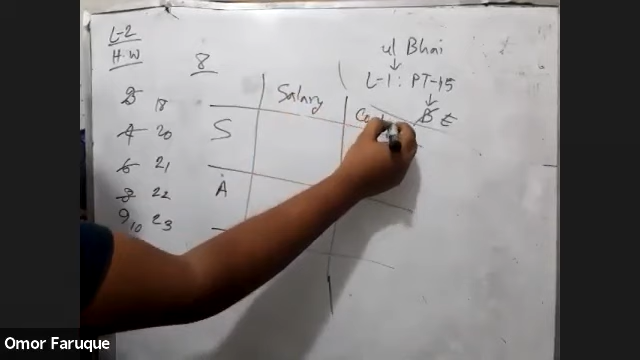 L-2
H.W
ul Bhai
8
L-1: PT-15
Salary
18
B E
4 20
S
6 21
A
8 22
9 10 23
Omor Faruque